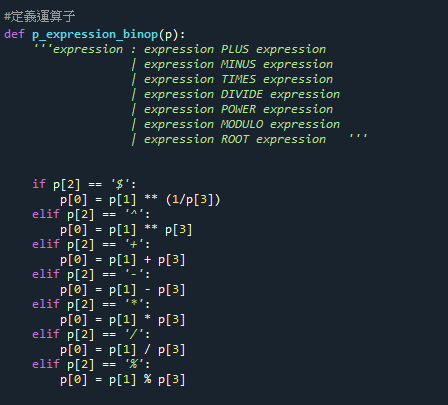 #定義運算子
def p_expression_binop(p):
    '''expression : expression PLUS expression
                  | expression MINUS expression
                  | expression TIMES expression
                  | expression DIVIDE expression
                  | expression POWER expression
                  | expression MODULO expression
                  | expression ROOT expression   '''
    if p[2] == '$':
        p[0] = p[1] ** (1/p[3])
    elif p[2] == '^':
        p[0] = p[1] ** p[3]
    elif p[2] == '+':
        p[0] = p[1] + p[3]
    elif p[2] == '-':
        p[0] = p[1] - p[3]
    elif p[2] == '*':
        p[0] = p[1] * p[3]
    elif p[2] == '/':
        p[0] = p[1] / p[3]
    elif p[2] == '%':
        p[0] = p[1] % p[3]